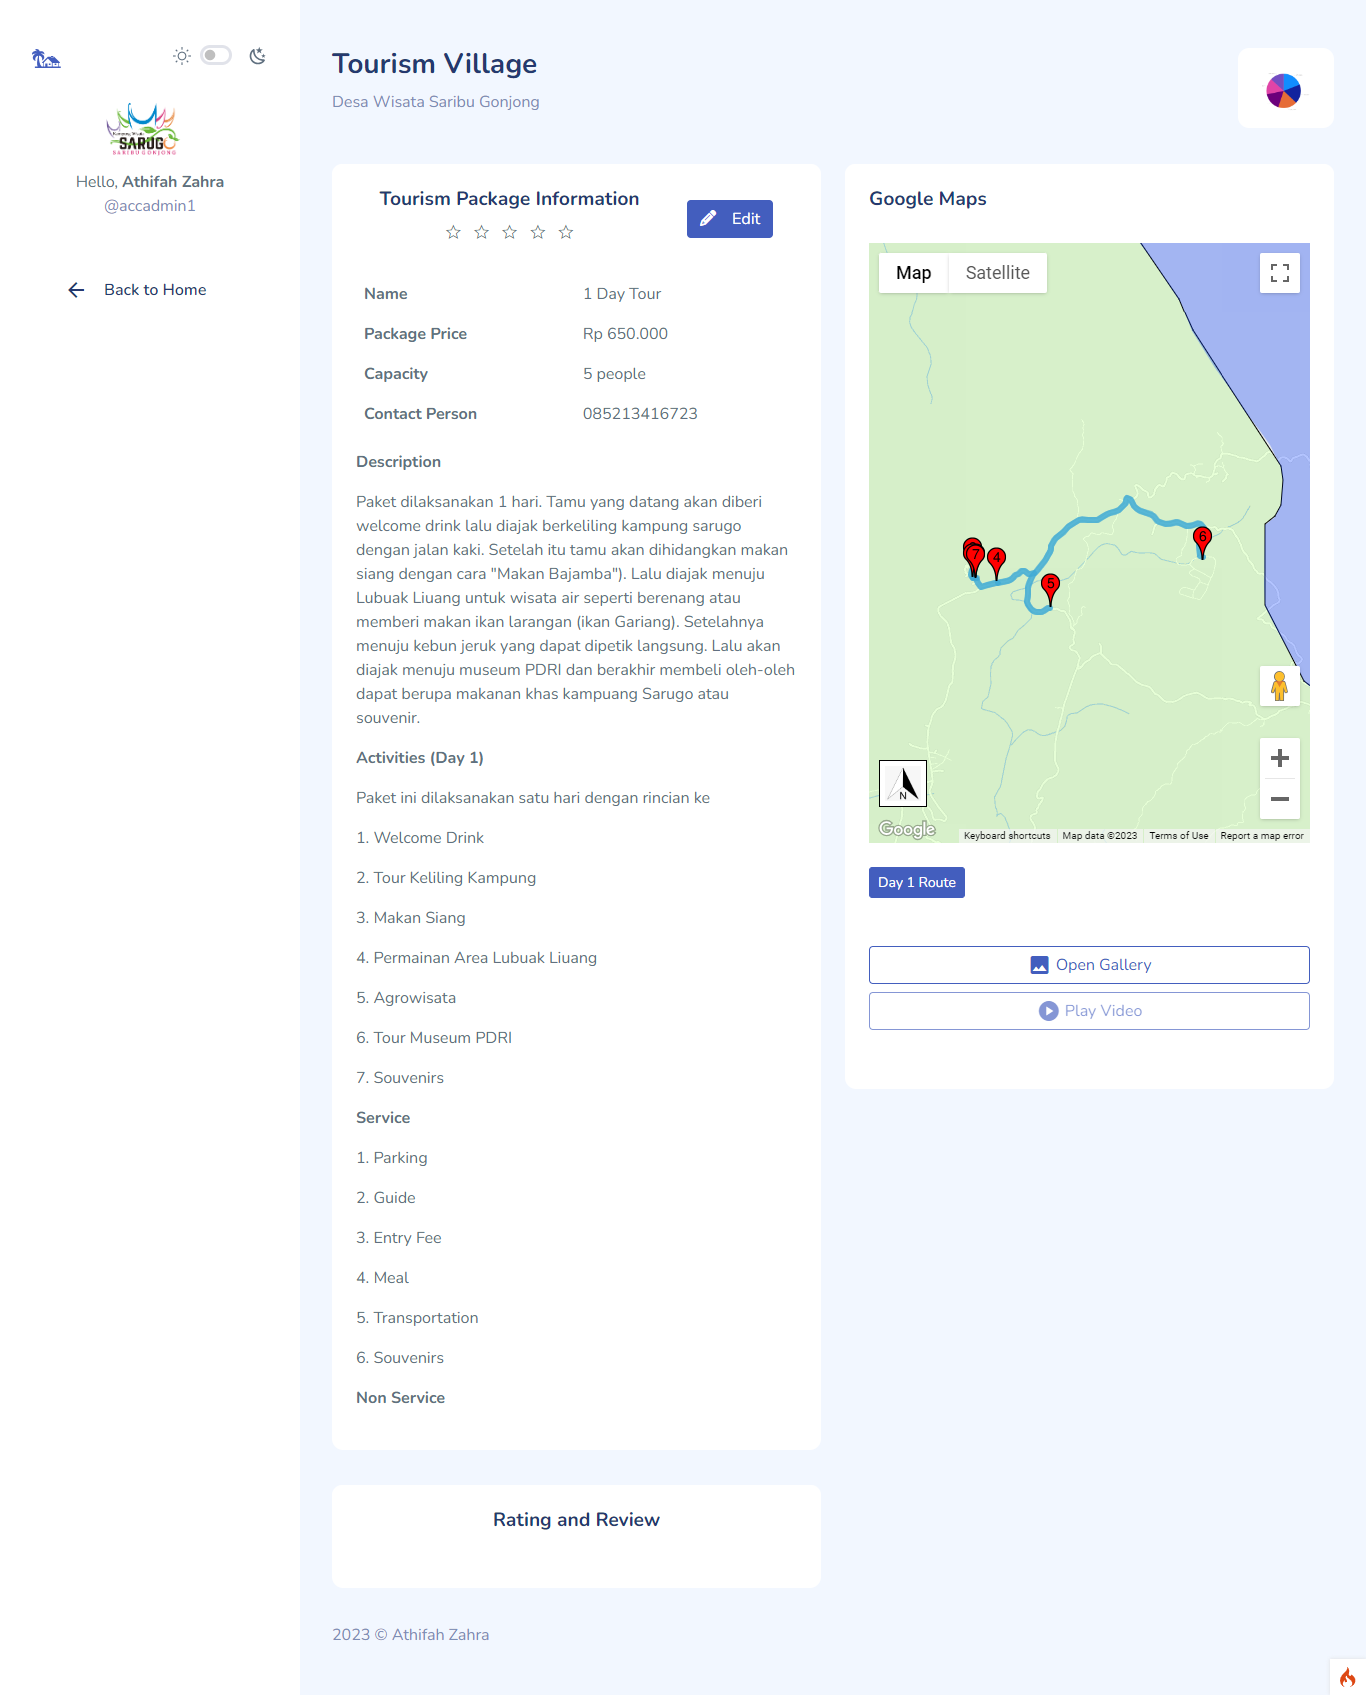 Kampung Wisata
SARUGO
SARIBU GONJONG
Hello, Athifah Zahra
@accadmin1
Back to Home
Tourism Village
Desa Wisata Saribu Gonjong
Tourism Package Information
Edit
Name 1 Day Tour
Package Price Rp 650.000
Capacity 5 people
Contact Person 085213416723
Description
Paket dilaksanakan 1 hari. Tamu yang datang akan diberi
welcome drink lalu diajak berkeliling kampung sarugo
dengan jalan kaki. Setelah itu tamu akan dihidangkan makan
siang dengan cara "Makan Bajamba"). Lalu diajak menuju
Lubuak Liuang untuk wisata air seperti berenang atau
memberi makan ikan larangan (ikan Gariang). Setelahnya
menuju kebun jeruk yang dapat dipetik langsung. Lalu akan
diajak menuju museum PDRI dan berakhir membeli oleh-oleh
dapat berupa makanan khas kampuang Sarugo atau
souvenir.
Activities (Day 1)
Paket ini dilaksanakan satu hari dengan rincian ke
1. Welcome Drink
2. Tour Keliling Kampung
3. Makan Siang
4. Permainan Area Lubuak Liuang
5. Agrowisata
6. Tour Museum PDRI
7. Souvenirs
Service
1. Parking
2. Guide
3. Entry Fee
4. Meal
5. Transportation
6. Souvenirs
Non Service
Rating and Review
2023 © Athifah Zahra
Google Maps
Map Satellite
6
7 4
5
N
Google
Keyboard shortcuts Map data ©2023 Terms of Use Report a map error
Day 1 Route
Open Gallery
Play Video